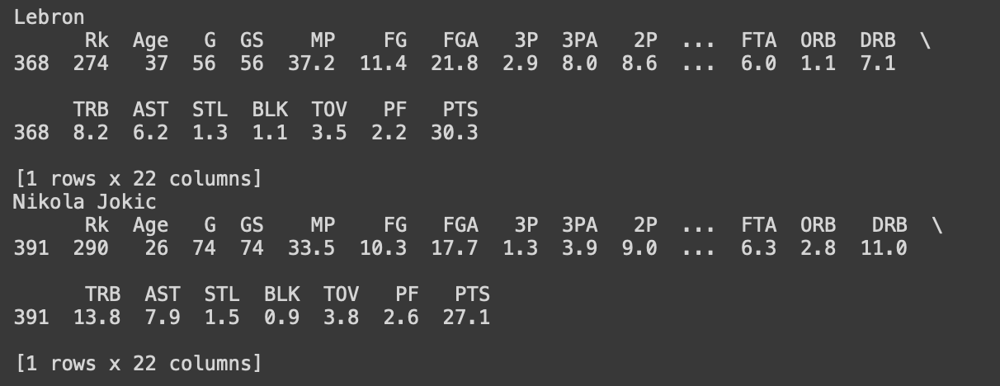 Lebron
Rk Age G GS MP FG FGA 3P 3PA 2P ... FTA ORB DRB \
368 274 37 56 56 37.2 11.4 21.8 2.9 8.0 8.6 ... 6.0 1.1 7.1
TRB AST STL BLK TOV PF PTS
368 8.2 6.2 1.3 1.1 3.5 2.2 30.3
[1 rows x 22 columns]
Nikola Jokic
Rk Age G GS MP FG FGA 3P 3PA 2P ... FTA ORB DRB \
391 290 26 74 74 33.5 10.3 17.7 1.3 3.9 9.0 ... 6.3 2.8 11.0
TRB AST STL BLK TOV PF PTS
391 13.8 7.9 1.5 0.9 3.8 2.6 27.1
[1 rows x 22 columns]